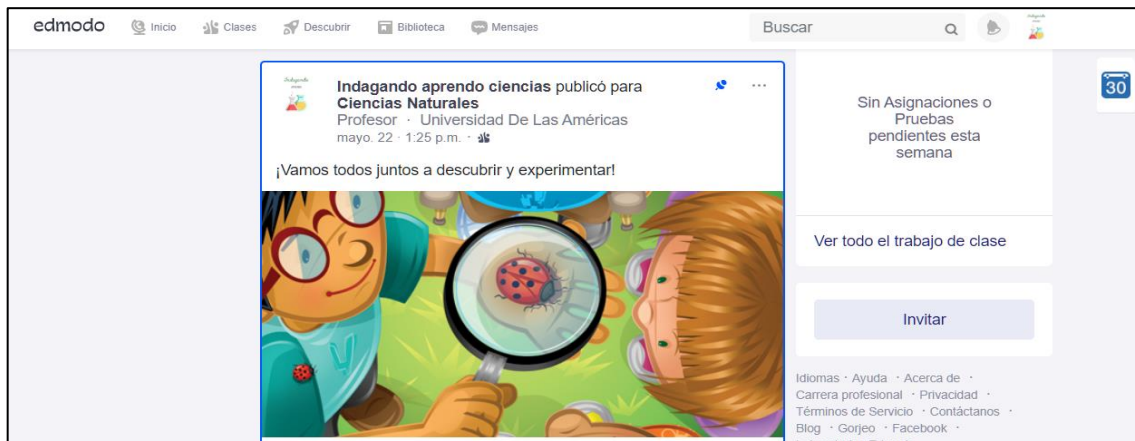 edmodo Inicio Clases Descubrir Biblioteca Mensajes Buscar
Indagando aprendo ciencias publicó para
Ciencias Naturales
Profesor · Universidad De Las Américas
mayo. 22 · 1:25 p.m. ·
¡Vamos todos juntos a descubrir y experimentar!
30
Sin Asignaciones o
Pruebas
pendientes esta
semana
Ver todo el trabajo de clase
Invitar
Idiomas · Ayuda · Acerca de ·
Carrera profesional · Privacidad ·
Términos de Servicio · Contáctanos ·
Blog · Gorjeo · Facebook ·